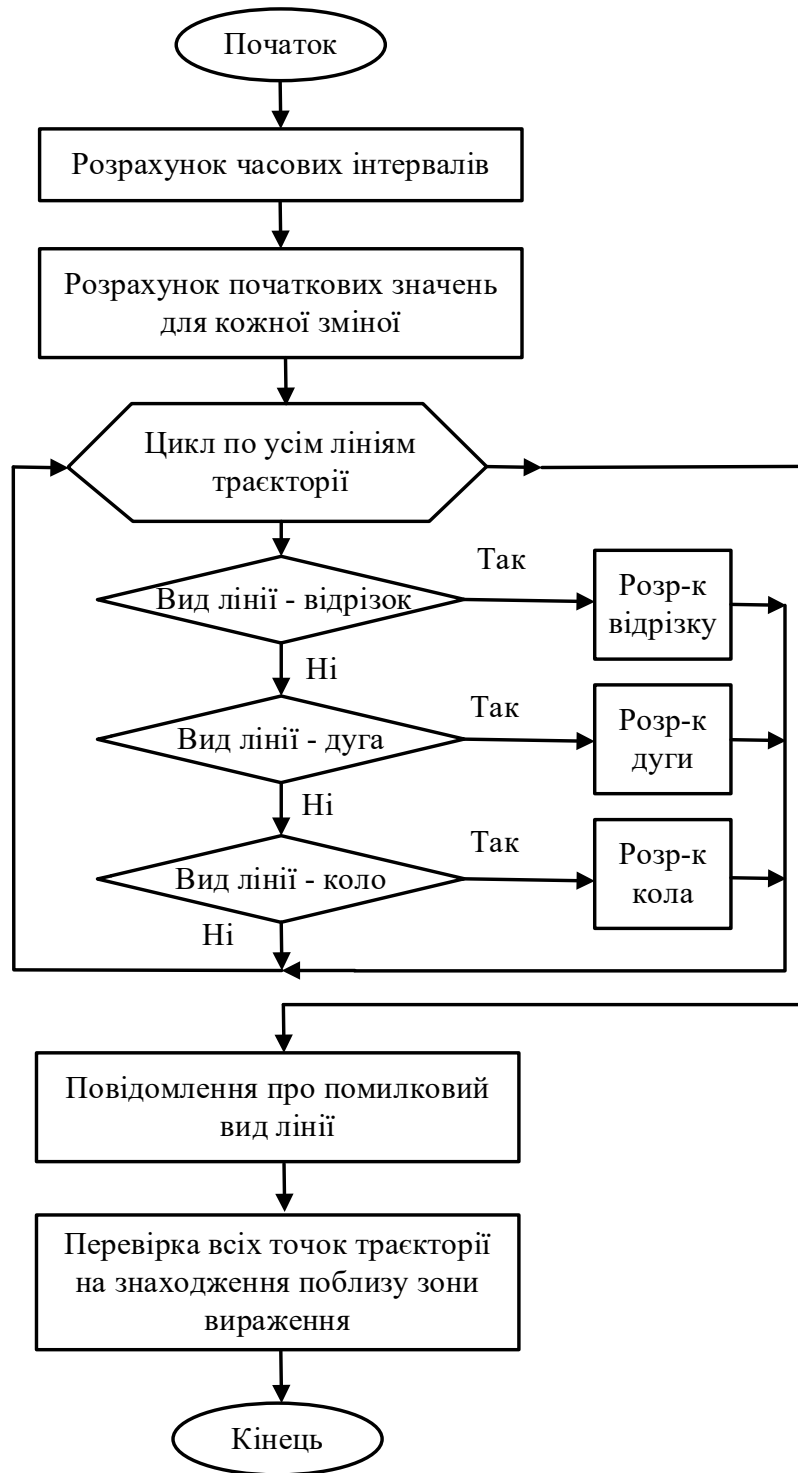 Початок
Розрахунок часових інтервалів
Розрахунок початкових значень
для кожної зміної
Цикл по усім лініям
траєкторії
Так
Вид лінії - відрізок
Розр-к
відрізку
Ні
Так
Вид лінії - дуга
Розр-к
дуги
Ні
Так
Вид лінії - коло
Розр-к
кола
Ні
Повідомлення про помилковий
вид лінії
Перевірка всіх точок траєкторії
на знаходження поблизу зони
вираження
Кінець